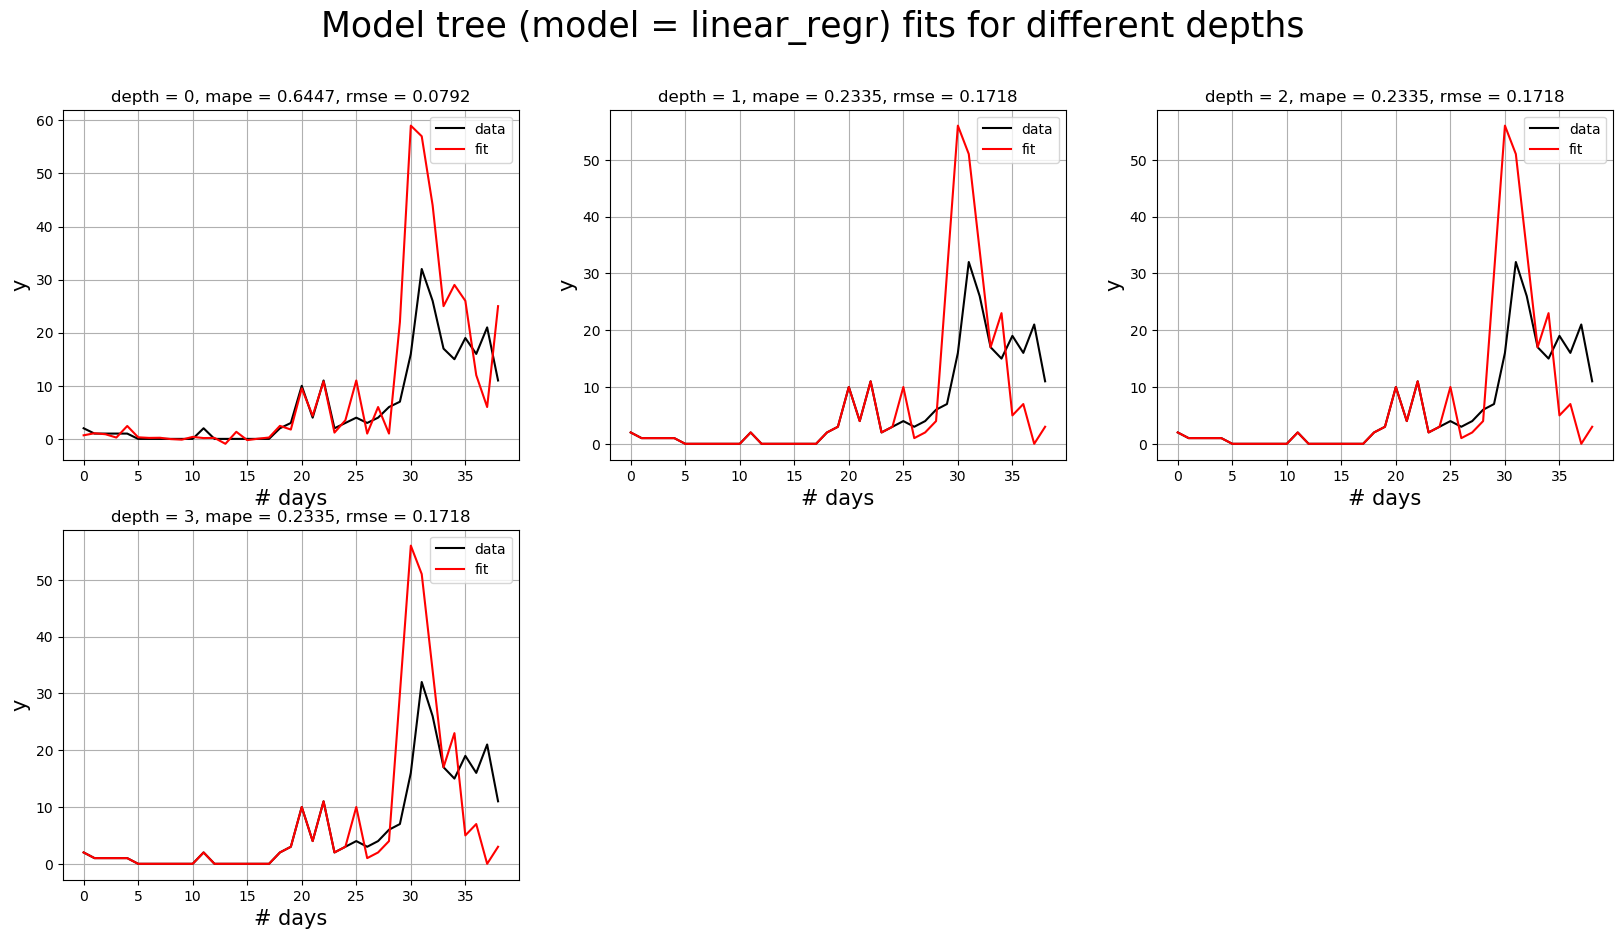 Model tree (model = linear_regr) fits for different depths
depth = 0, mape = 0.6447, rmse = 0.0792
60
50
40
30
20
10
0
y
data
fit
0 5 10 15 20 25 30 35
# days
depth = 1, mape = 0.2335, rmse = 0.1718
50
40
30
20
10
0
y
data
fit
0 5 10 15 20 25 30 35
# days
depth = 2, mape = 0.2335, rmse = 0.1718
50
40
30
20
10
0
y
data
fit
0 5 10 15 20 25 30 35
# days
depth = 3, mape = 0.2335, rmse = 0.1718
50
40
30
20
10
0
y
data
fit
0 5 10 15 20 25 30 35
# days